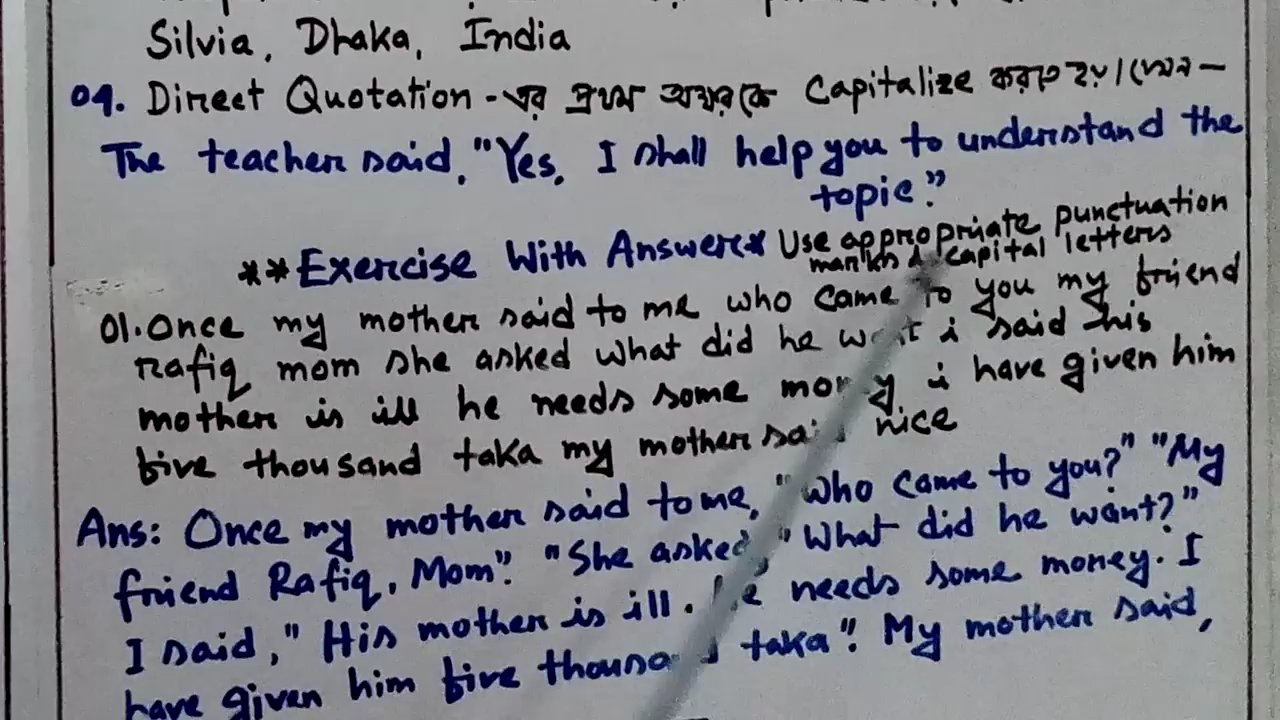 Silvia, Dhaka, India
04. Direct Quotation -এর প্রথম অক্ষরকে Capitalize করতে হয়। যেমন-
The teacher said, "Yes, I shall help you to understand the
topic."
**Exercise With Answer* Use appropriate punctuation
marks & capital letters
01. Once my mother said to me who came to you my friend
Rafiq mom she asked what did he want i said his
mother is ill he needs some money i have given him
five thousand taka my mother said nice
Ans: Once my mother said to me, "Who came to you?" "My
friend Rafiq, Mom". "She asked, "What did he want?"
I said, "His mother is ill. He needs some money. I
have given him five thousand taka". My mother said,